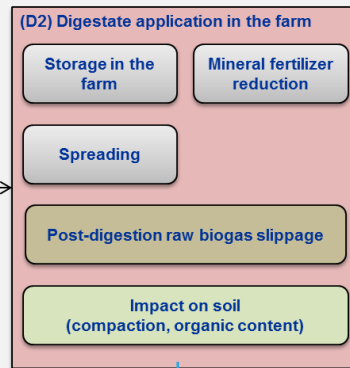 (D2) Digestate application in the farm
Storage in the
farm
Mineral fertilizer
reduction
Spreading
Post-digestion raw biogas slippage
Impact on soil
(compaction, organic content)